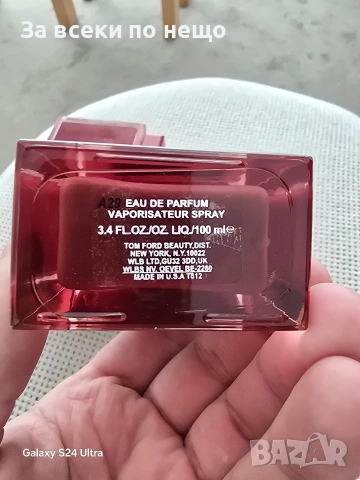 За всеки по нещо
A29 EAU DE PARFUM
VAPORISATEUR SPRAY
3.4 FL.OZ./OZ. LIQ./100 ml e
TOM FORD BEAUTY,DIST.
NEW YORK, N.Y.10022
WLB LTD,GU32 3DD,UK
WLBS NV. OEVEL BE-2260
MADE IN U.S.A T512
Galaxy S24 Ultra
BAZAR
bg